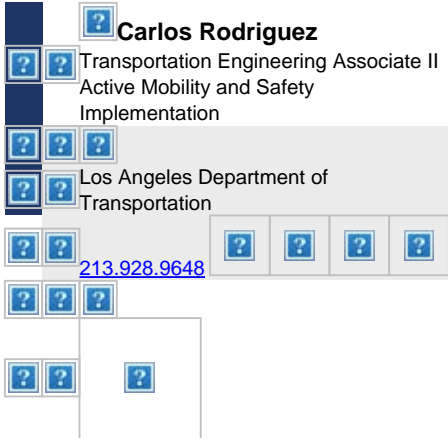 Carlos Rodriguez
Transportation Engineering Associate II
Active Mobility and Safety
Implementation
Los Angeles Department of
Transportation
213.928.9648